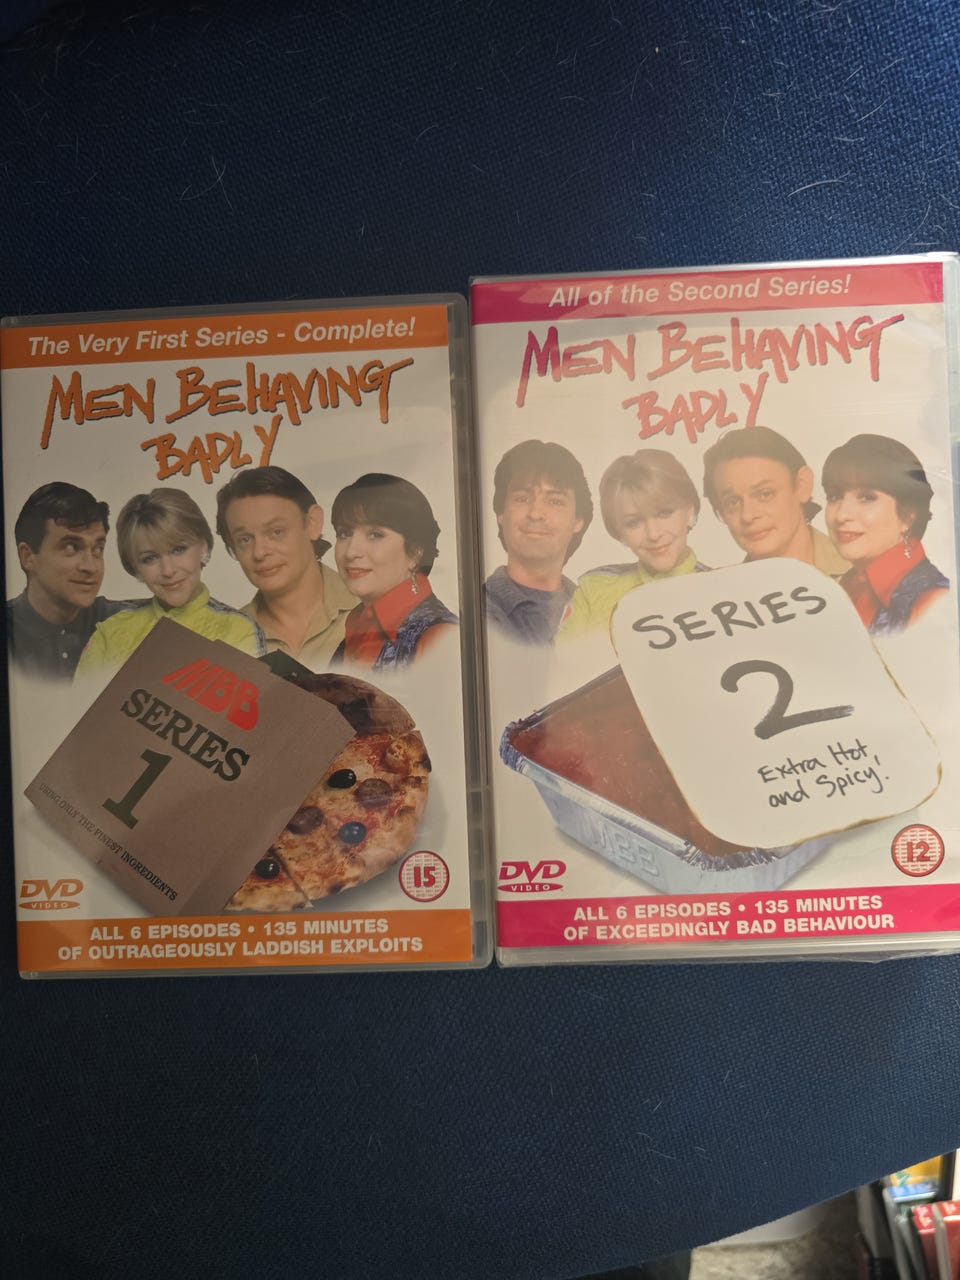 The Very First Series - Complete!
MEN BEHAVING
BADLY
MBB
SERIES
1
USING ONLY THE FINEST INGREDIENTS
DVD
VIDEO
15
ALL 6 EPISODES • 135 MINUTES
OF OUTRAGEOUSLY LADDISH EXPLOITS
All of the Second Series!
MEN BEHAVING
BADLY
SERIES
2
Extra Hot
and Spicy!
MBB
DVD
VIDEO
12
ALL 6 EPISODES • 135 MINUTES
OF EXCEEDINGLY BAD BEHAVIOUR